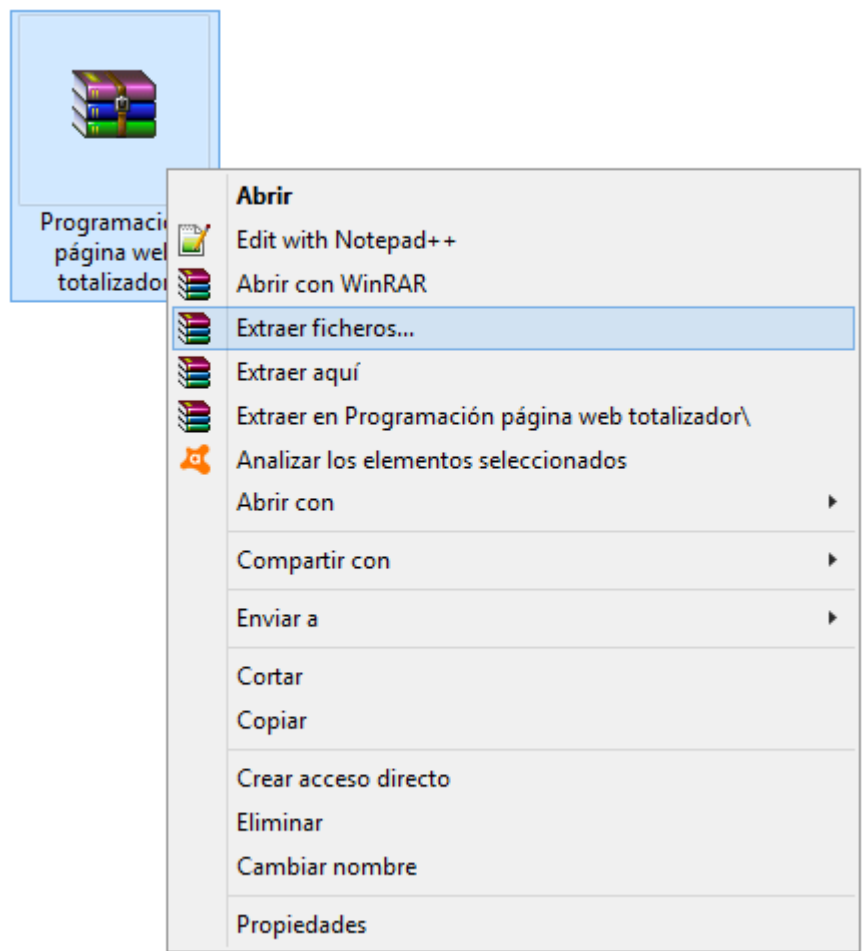 Programació
página web
totalizador
Abrir
Edit with Notepad++
Abrir con WinRAR
Extraer ficheros...
Extraer aquí
Extraer en Programación página web totalizador\
Analizar los elementos seleccionados
Abrir con
Compartir con
Enviar a
Cortar
Copiar
Crear acceso directo
Eliminar
Cambiar nombre
Propiedades